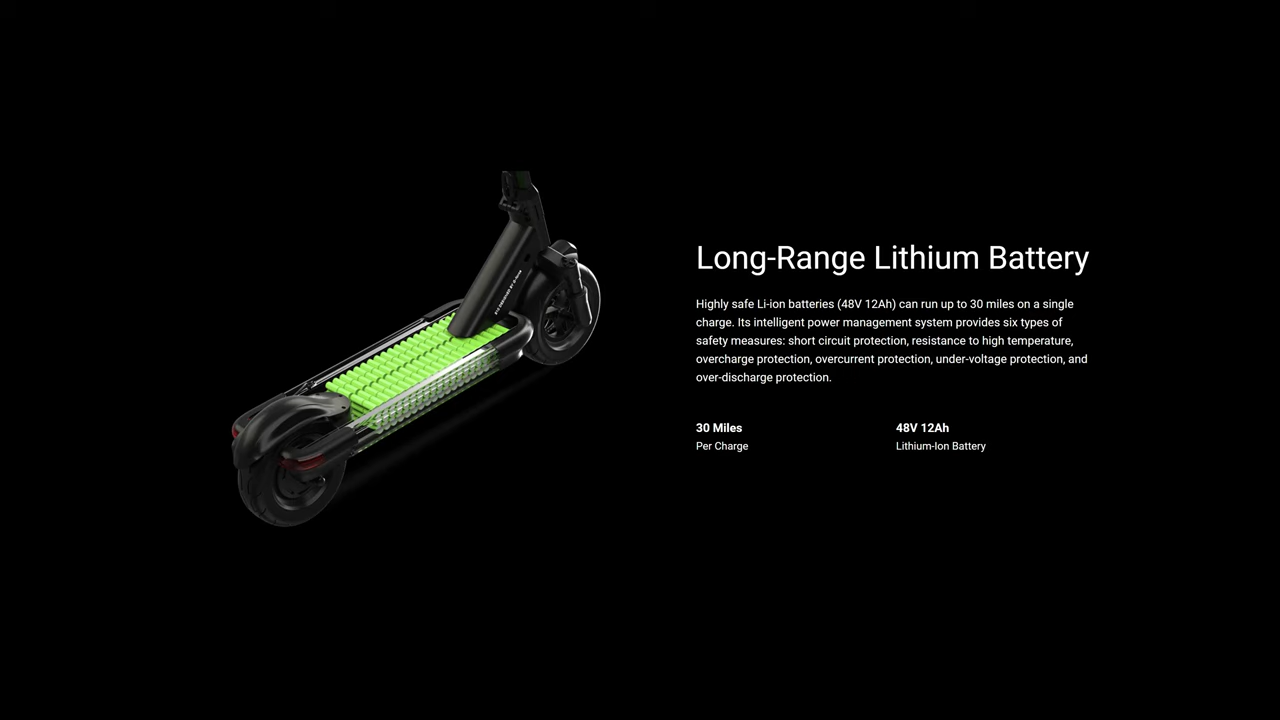 Long-Range Lithium Battery
Highly safe Li-ion batteries (48V 12Ah) can run up to 30 miles on a single
charge. Its intelligent power management system provides six types of
safety measures: short circuit protection, resistance to high temperature,
overcharge protection, overcurrent protection, under-voltage protection, and
over-discharge protection.
30 Miles
Per Charge
48V 12Ah
Lithium-Ion Battery